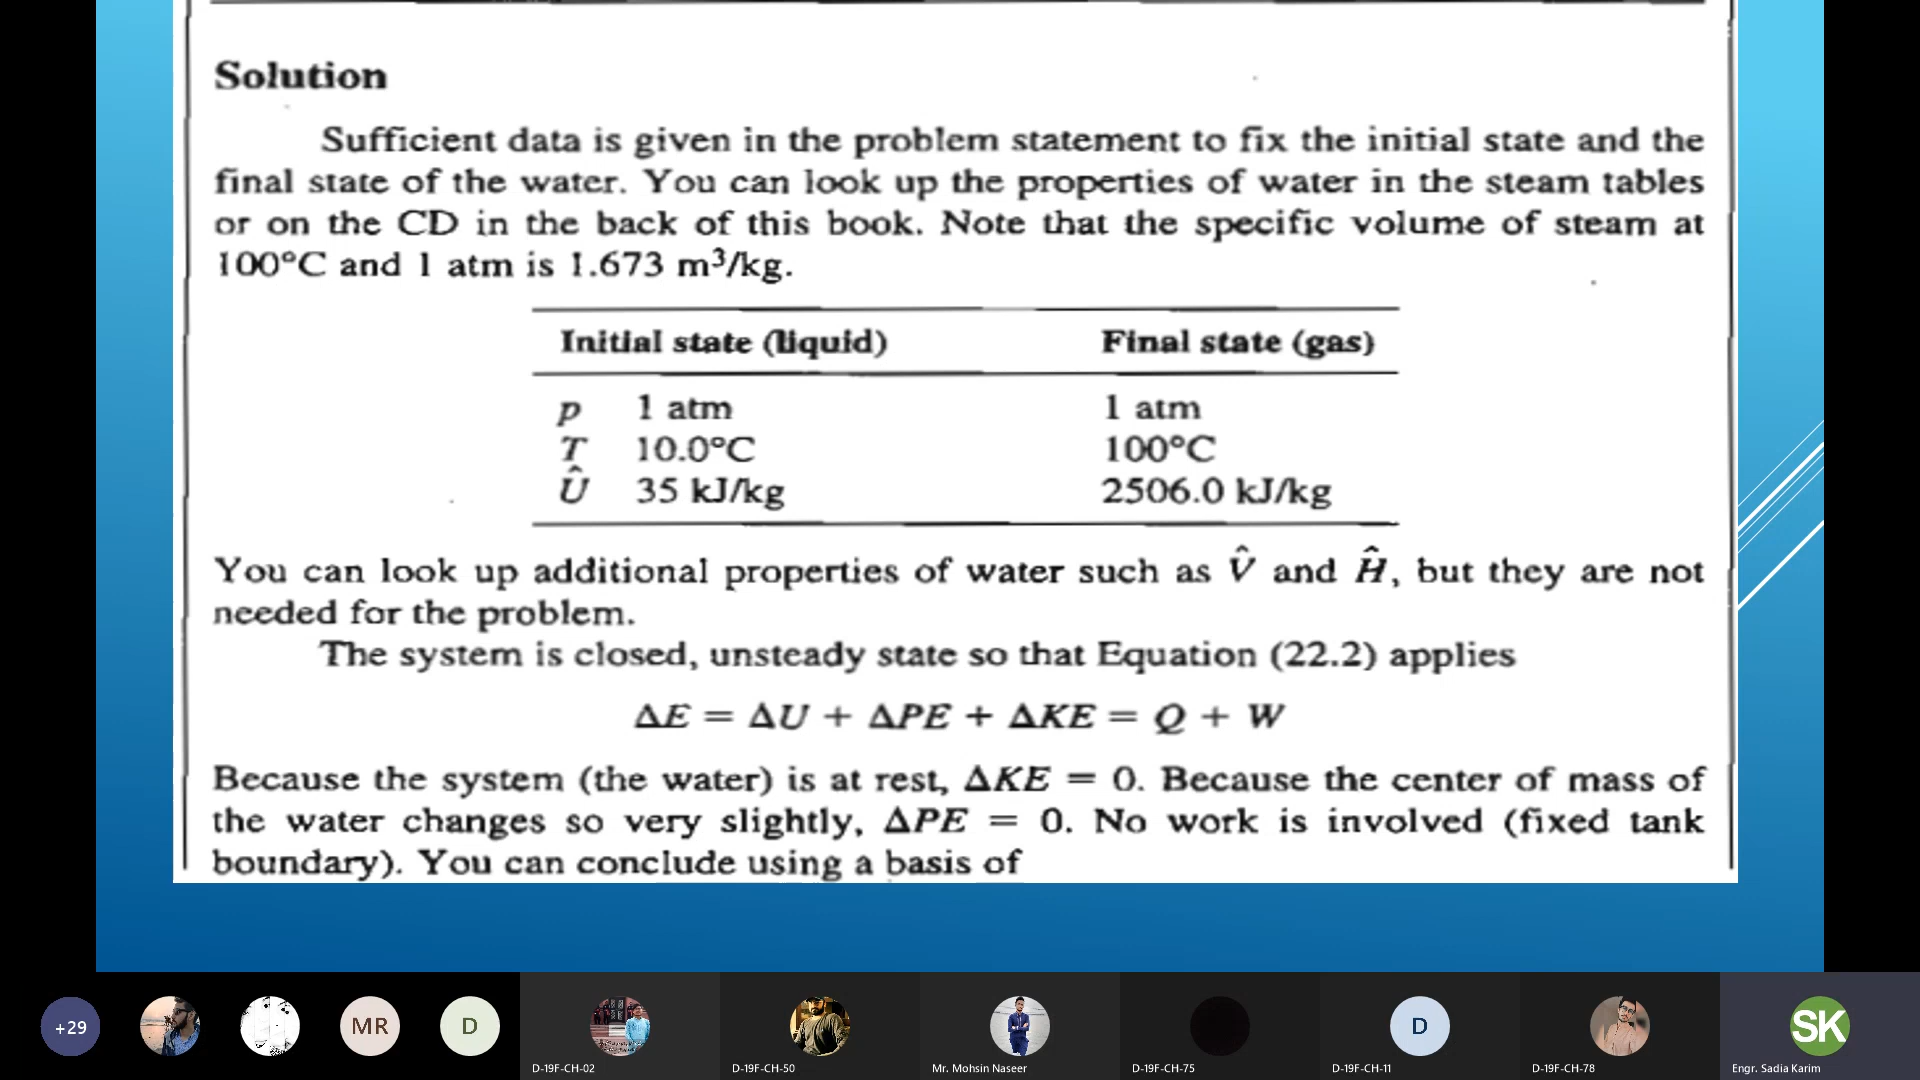 Solution
Sufficient data is given in the problem statement to fix the initial state and the
final state of the water. You can look up the properties of water in the steam tables
or on the CD in the back of this book. Note that the specific volume of steam at
100°C and 1 atm is 1.673 m³/kg.
Initial state (liquid) Final state (gas)
p 1 atm 1 atm
T 10.0°C 100°C
Û 35 kJ/kg 2506.0 kJ/kg
You can look up additional properties of water such as V̂ and Ĥ, but they are not
needed for the problem.
The system is closed, unsteady state so that Equation (22.2) applies
ΔE = ΔU + ΔPE + ΔKE = Q + W
Because the system (the water) is at rest, ΔKE = 0. Because the center of mass of
the water changes so very slightly, ΔPE = 0. No work is involved (fixed tank
boundary). You can conclude using a basis of
+29
MR
D
D
SK
D-19F-CH-02
D-19F-CH-50
Mr. Mohsin Naseer
D-19F-CH-75
D-19F-CH-11
D-19F-CH-78
Engr. Sadia Karim